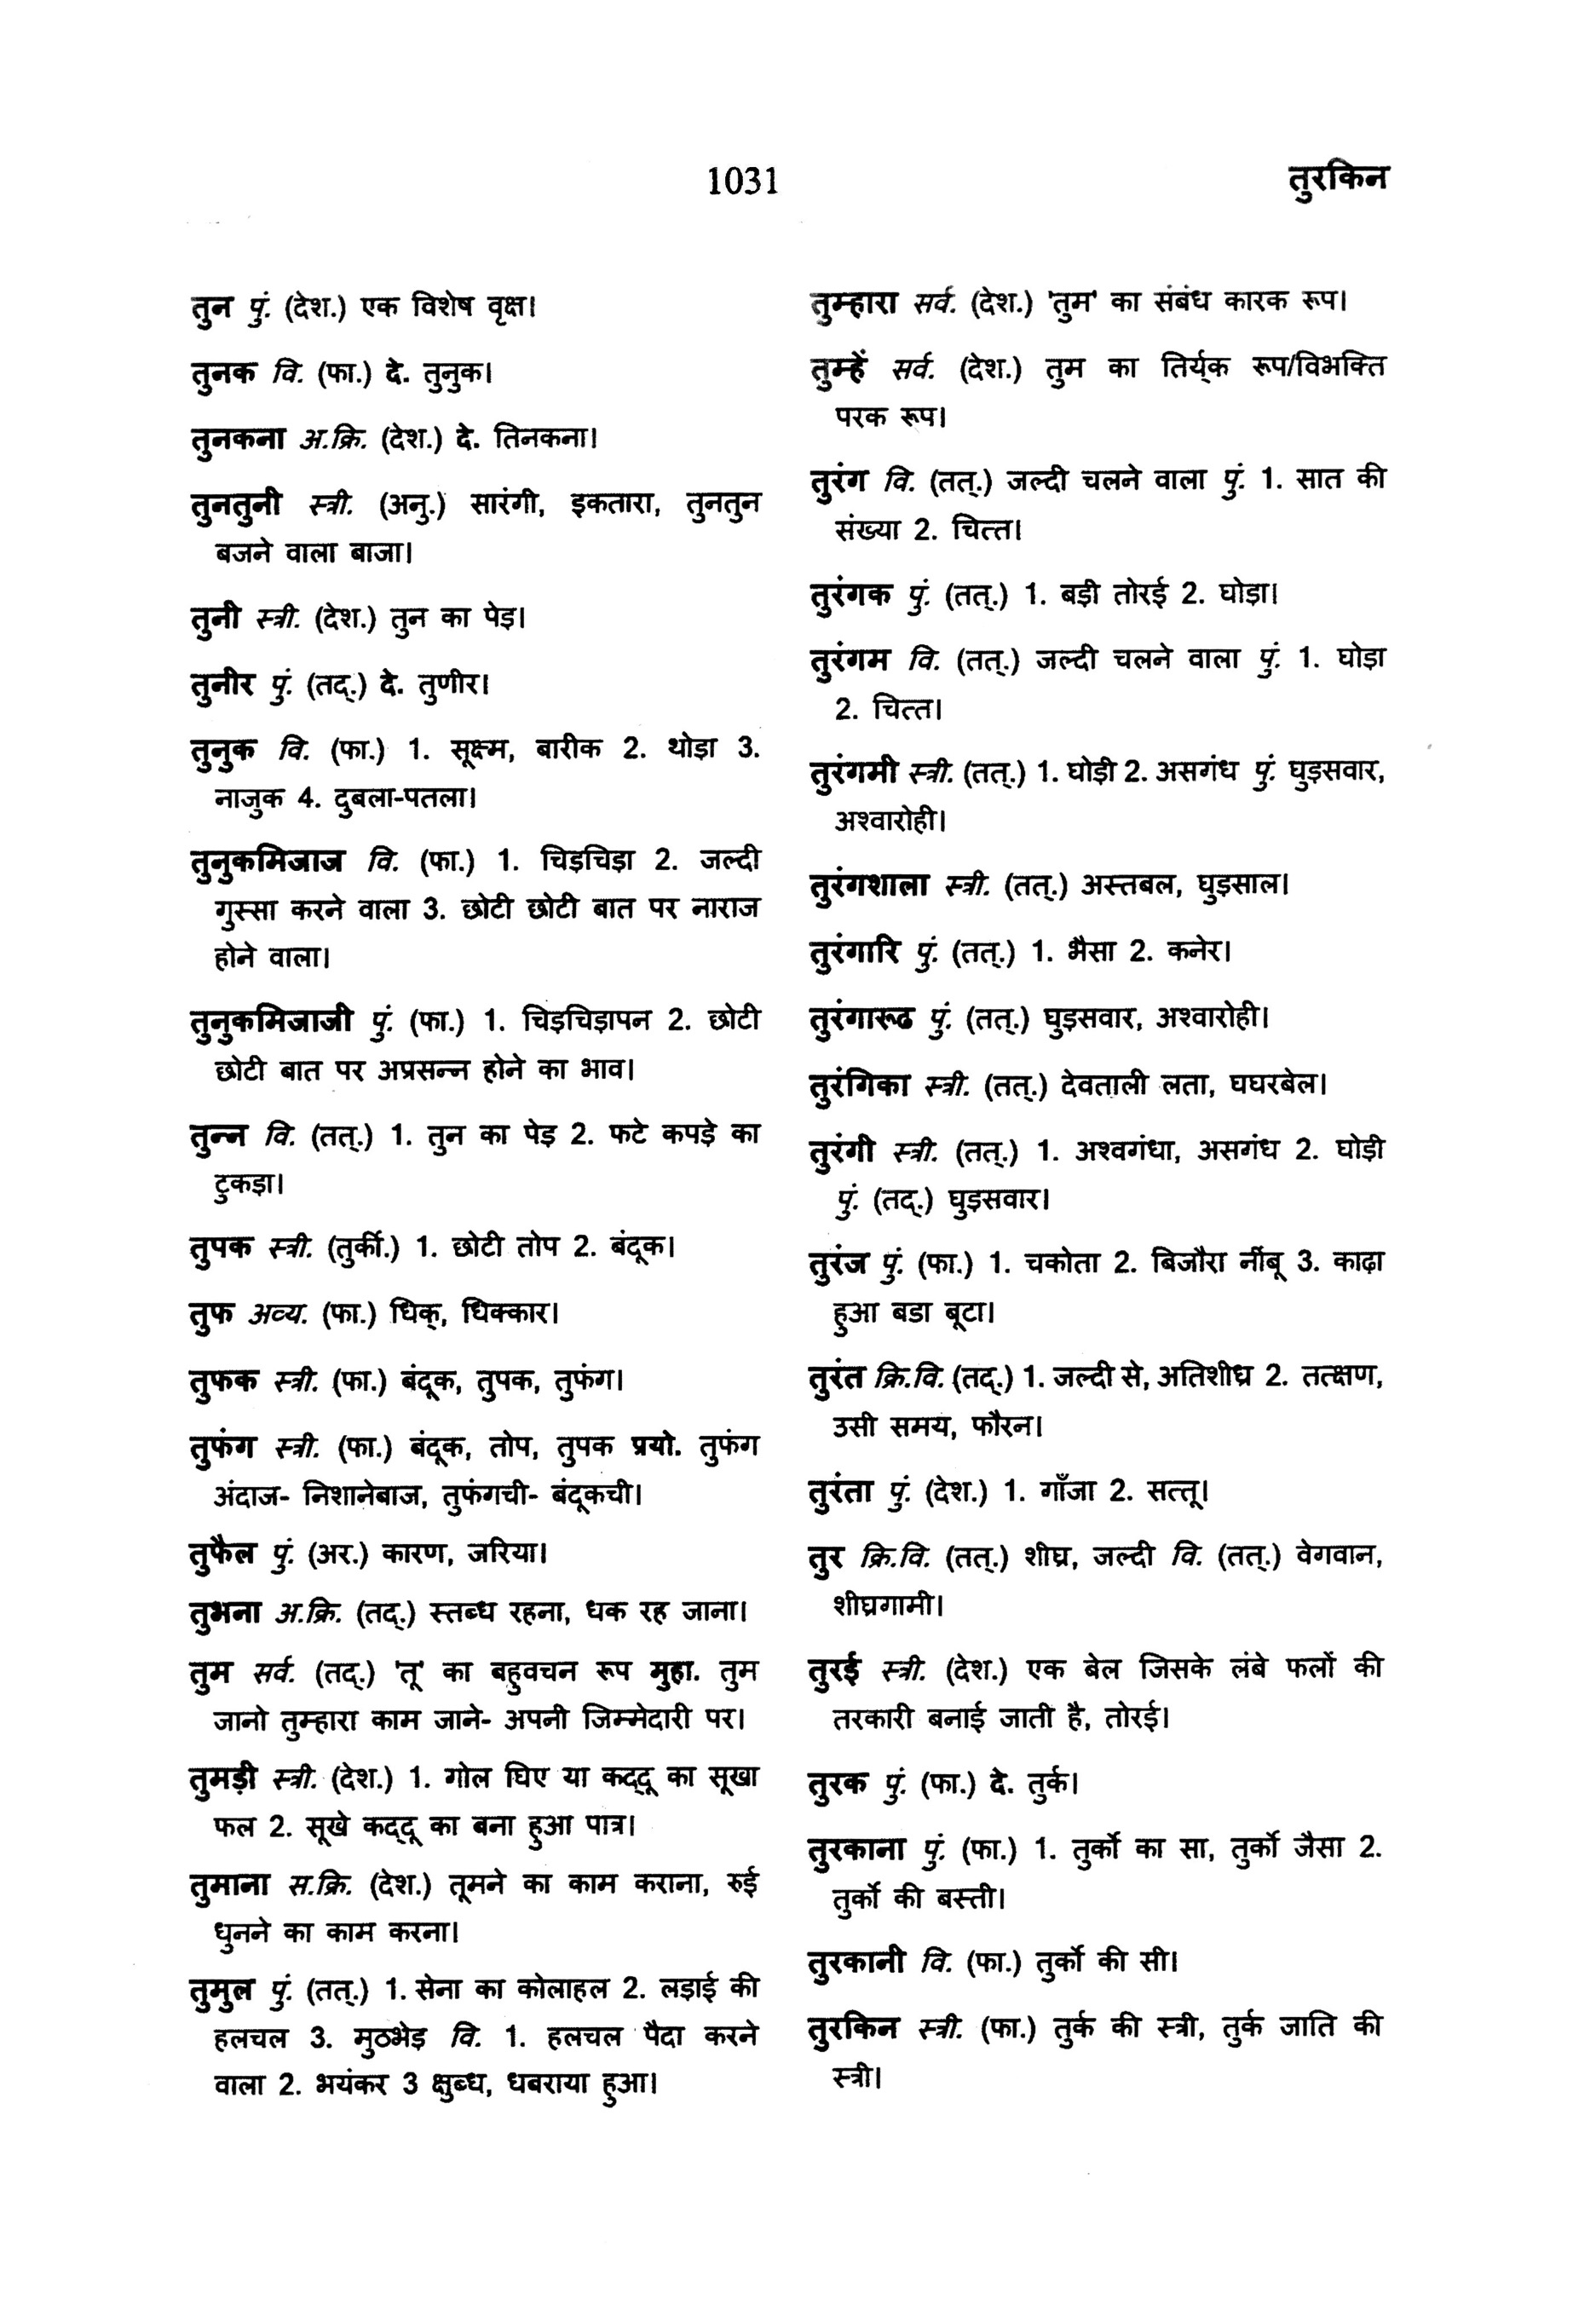 1031
तुरकिन
तुन पुं. (देश.) एक विशेष वृक्ष।
तुनक वि. (फा.) दे. तुनुक।
तुनकना अ.क्रि. (देश.) दे. तिनकना।
तुनतुनी स्त्री. (अनु.) सारंगी, इकतारा, तुनतुन
बजने वाला बाजा।
तुनी स्त्री. (देश.) तुन का पेड़।
तुनीर पुं. (तद्.) दे. तुणीर।
तुनुक वि. (फा.) 1. सूक्ष्म, बारीक 2. थोड़ा 3.
नाजुक 4. दुबला-पतला।
तुनुकमिजाज वि. (फा.) 1. चिड़चिड़ा 2. जल्दी
गुस्सा करने वाला 3. छोटी छोटी बात पर नाराज
होने वाला।
तुनुकमिजाजी पुं. (फा.) 1. चिड़चिड़ापन 2. छोटी
छोटी बात पर अप्रसन्न होने का भाव।
तुन्न वि. (तत्.) 1. तुन का पेड़ 2. फटे कपड़े का
टुकड़ा।
तुपक स्त्री. (तुर्की.) 1. छोटी तोप 2. बंदूक।
तुफ अव्य. (फा.) धिक्, धिक्कार।
तुफक स्त्री. (फा.) बंदूक, तुपक, तुफंग।
तुफंग स्त्री. (फा.) बंदूक, तोप, तुपक प्रयो. तुफंग
अंदाज- निशानेबाज, तुफंगची- बंदूकची।
तुफैल पुं. (अर.) कारण, जरिया।
तुभना अ.क्रि. (तद्.) स्तब्ध रहना, धक रह जाना।
तुम सर्व. (तद्.) 'तू' का बहुवचन रूप मुहा. तुम
जानो तुम्हारा काम जाने- अपनी जिम्मेदारी पर।
तुमड़ी स्त्री. (देश.) 1. गोल घिए या कद्दू का सूखा
फल 2. सूखे कद्दू का बना हुआ पात्र।
तुमाना स.क्रि. (देश.) तूमने का काम कराना, रुई
धुनने का काम करना।
तुमुल पुं. (तत्.) 1. सेना का कोलाहल 2. लड़ाई की
हलचल 3. मुठभेड़ वि. 1. हलचल पैदा करने
वाला 2. भयंकर 3 क्षुब्ध, धबराया हुआ।
तुम्हारा सर्व. (देश.) 'तुम' का संबंध कारक रूप।
तुम्हें सर्व. (देश.) तुम का तिर्य्क रूप/विभक्ति
परक रूप।
तुरंग वि. (तत्.) जल्दी चलने वाला पुं. 1. सात की
संख्या 2. चित्त।
तुरंगक पुं. (तत्.) 1. बड़ी तोरई 2. घोड़ा।
तुरंगम वि. (तत्.) जल्दी चलने वाला पुं. 1. घोड़ा
2. चित्त।
तुरंगमी स्त्री. (तत्.) 1. घोड़ी 2. असगंध पुं. घुड़सवार,
अश्वारोही।
तुरंगशाला स्त्री. (तत्.) अस्तबल, घुड़साल।
तुरंगारि पुं. (तत्.) 1. भैसा 2. कनेर।
तुरंगारूढ पुं. (तत्.) घुड़सवार, अश्वारोही।
तुरंगिका स्त्री. (तत्.) देवताली लता, घघरबेल।
तुरंगी स्त्री. (तत्.) 1. अश्वगंधा, असगंध 2. घोड़ी
पुं. (तद्.) घुड़सवार।
तुरंज पुं. (फा.) 1. चकोता 2. बिजौरा नींबू 3. काढ़ा
हुआ बडा बूटा।
तुरंत क्रि.वि. (तद्.) 1. जल्दी से, अतिशीघ्र 2. तत्क्षण,
उसी समय, फौरन।
तुरंता पुं. (देश.) 1. गाँजा 2. सत्तू।
तुर क्रि.वि. (तत्.) शीघ्र, जल्दी वि. (तत्.) वेगवान,
शीघ्रगामी।
तुरई स्त्री. (देश.) एक बेल जिसके लंबे फलों की
तरकारी बनाई जाती है, तोरई।
तुरक पुं. (फा.) दे. तुर्क।
तुरकाना पुं. (फा.) 1. तुर्को का सा, तुर्को जैसा 2.
तुर्को की बस्ती।
तुरकानी वि. (फा.) तुर्को की सी।
तुरकिन स्त्री. (फा.) तुर्क की स्त्री, तुर्क जाति की
स्त्री।